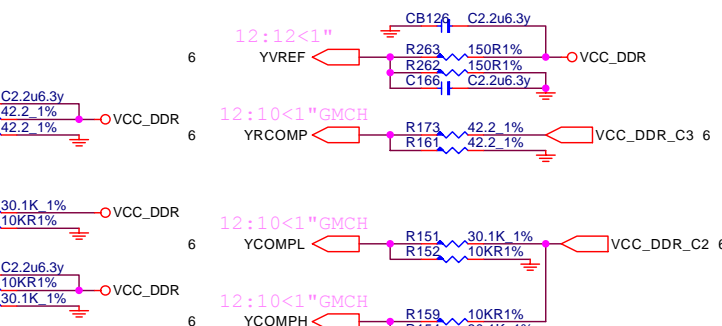 CB126 C2.2u6.3y
12:12<1"
6 YVREF R263 150R1% VCC_DDR
R262 150R1%
C166 C2.2u6.3y
C2.2u6.3y
42.2_1% VCC_DDR
42.2_1%
12:10<1"GMCH
6 YRCOMP R173 42.2_1% VCC_DDR_C3 6
R161 42.2_1%
30.1K_1% VCC_DDR
10KR1%
12:10<1"GMCH
6 YCOMPL R151 30.1K_1% VCC_DDR_C2 6
R152 10KR1%
C2.2u6.3y
10KR1% VCC_DDR
30.1K_1%
12:10<1"GMCH
6 YCOMPH R159 10KR1%